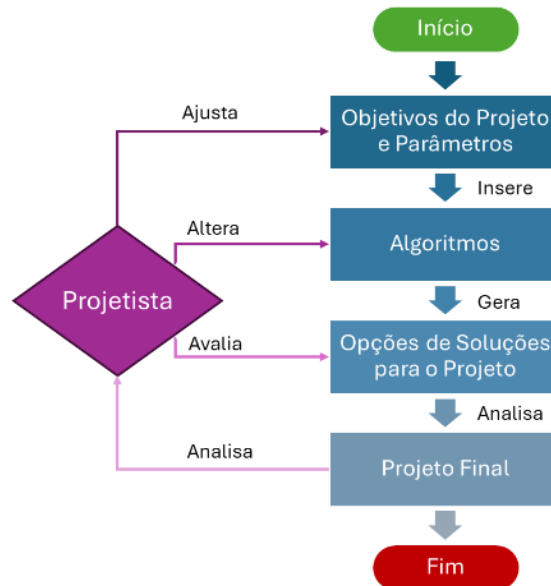 Início
Ajusta
Objetivos do Projeto
e Parâmetros
Insere
Altera
Algoritmos
Projetista
Gera
Avalia
Opções de Soluções
para o Projeto
Analisa
Analisa
Projeto Final
Fim